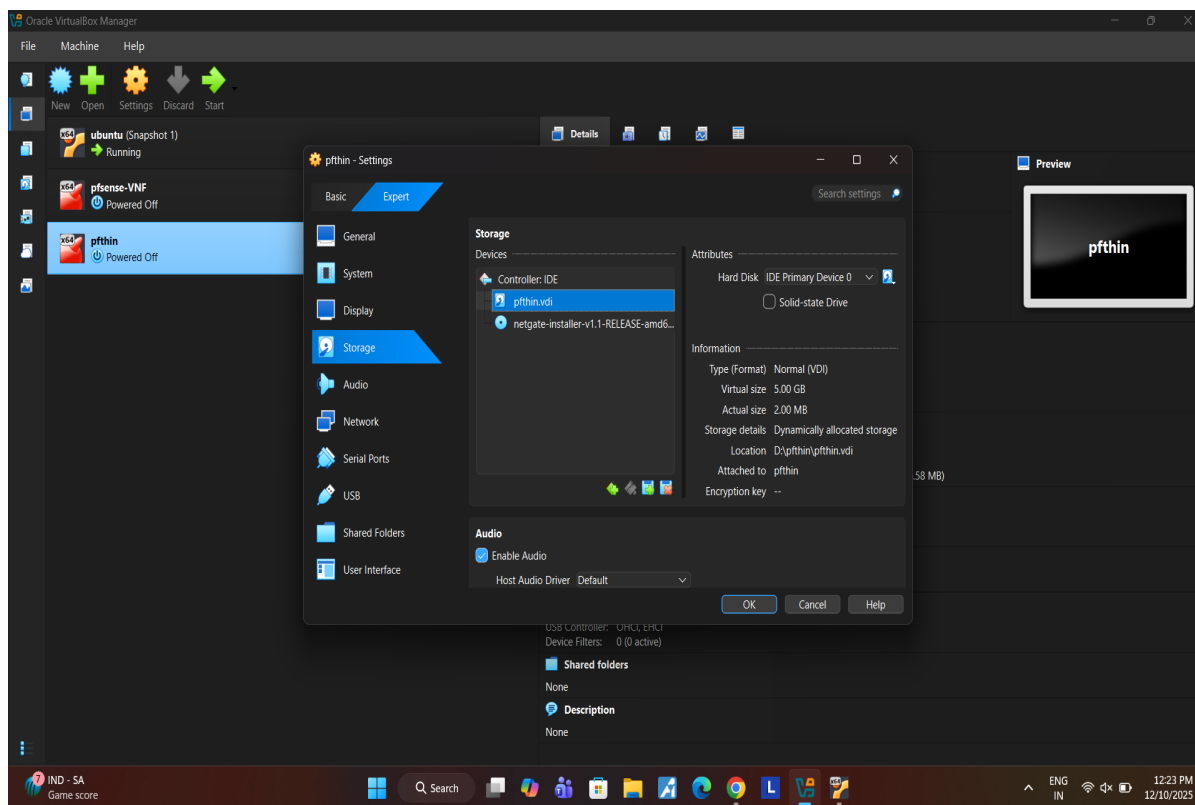 Oracle VirtualBox Manager
File Machine Help
New Open Settings Discard Start
x64 ubuntu (Snapshot 1)
Running
x64 pfsense-VNF
Powered Off
x64 pfthin
Powered Off
Details
Preview
pfthin
pfthin - Settings
Basic Expert
Search settings
General
System
Display
Storage
Audio
Network
Serial Ports
USB
Shared Folders
User Interface
Storage
Devices
Controller: IDE
pfthin.vdi
netgate-installer-v1.1-RELEASE-amd6...
Attributes
Hard Disk IDE Primary Device 0
Solid-state Drive
Information
Type (Format) Normal (VDI)
Virtual size 5.00 GB
Actual size 2.00 MB
Storage details Dynamically allocated storage
Location D:\pfthin\pfthin.vdi
Attached to pfthin
Encryption key --
Audio
Enable Audio
Host Audio Driver Default
OK Cancel Help
.58 MB)
USB Controller: OHCI, EHCI
Device Filters: 0 (0 active)
Shared folders
None
Description
None
7
IND - SA
Game score
Search
L
x64
ENG
IN
12:23 PM
12/10/2025